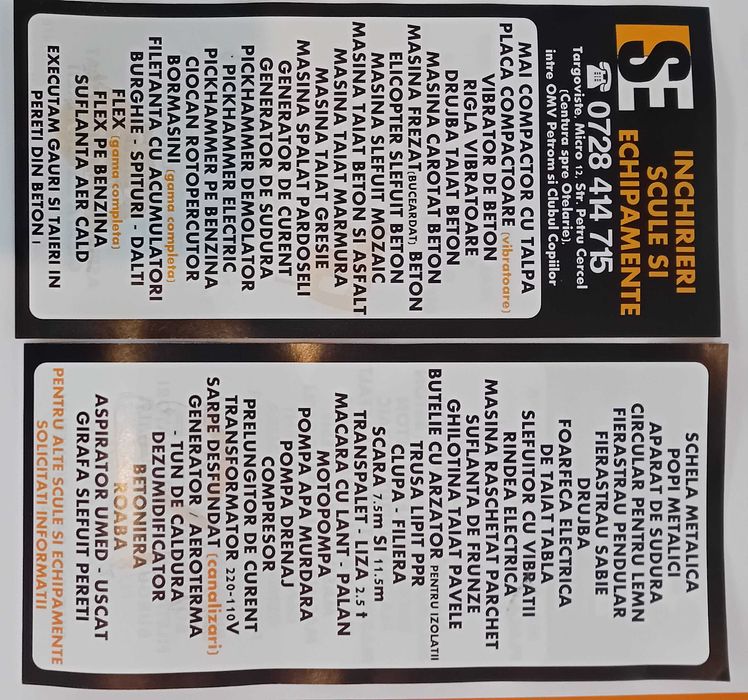 SE
INCHIRIERI
SCULE SI
ECHIPAMENTE
☎ 0728 414 715
Targoviste, Micro 12, Str. Petru Cercel
(Centura spre Otelarie),
intre OMV Petrom si Clubul Copiilor
MAI COMPACTOR CU TALPA
PLACA COMPACTOARE (vibratoare)
VIBRATOR DE BETON
RIGLA VIBRATOARE
DRUJBA TAIAT BETON
MASINA CAROTAT BETON
MASINA FREZAT (BUCEARDAT) BETON
ELICOPTER SLEFUIT BETON
MASINA SLEFUIT MOZAIC
MASINA TAIAT BETON SI ASFALT
MASINA TAIAT MARMURA
MASINA TAIAT GRESIE
MASINA SPALAT PARDOSELI
GENERATOR DE CURENT
GENERATOR DE SUDURA
PICKHAMMER DEMOLATOR
PICKHAMMER ELECTRIC
PICKHAMMER PE BENZINA
CIOCAN ROTOPERCUTOR
BORMASINI (gama completa)
FILETANTA CU ACUMULATORI
BURGHIE - SPITURI - DALTI
FLEX (gama completa)
FLEX PE BENZINA
SUFLANTA AER CALD
EXECUTAM GAURI SI TAIERI IN
PERETI DIN BETON !
SCHELA METALICA
POPI METALICI
APARAT DE SUDURA
CIRCULAR PENTRU LEMN
FIERASTRAU PENDULAR
FIERASTRAU SABIE
DRUJBA
FOARFECA ELECTRICA
DE TAIAT TABLA
SLEFUITOR CU VIBRATII
RINDEA ELECTRICA
MASINA RASCHETAT PARCHET
SUFLANTA DE FRUNZE
GHILOTINA TAIAT PAVELE
BUTELIE CU ARZATOR PENTRU IZOLATII
TRUSA LIPIT PPR
CLUPA - FILIERA
SCARA 7.5m SI 11.5m
TRANSPALET - LIZA 2.5 t
MACARA CU LANT - PALAN
MOTOPOMPA
POMPA APA MURDARA
POMPA DRENAJ
COMPRESOR
PRELUNGITOR DE CURENT
TRANSFORMATOR 220-110V
SARPE DESFUNDAT (canalizari)
GENERATOR / AEROTERMA
- TUN DE CALDURA
DEZUMIDIFICATOR
BETONIERA
ROABA
ASPIRATOR UMED - USCAT
GIRAFA SLEFUIT PERETI
PENTRU ALTE SCULE SI ECHIPAMENTE
SOLICITATI INFORMATII